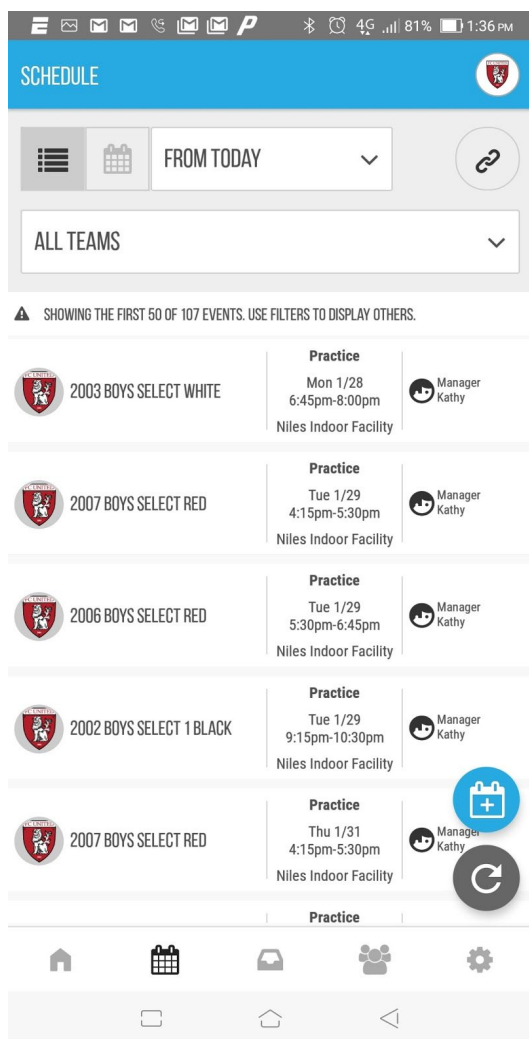 4G 81% 1:36 PM
SCHEDULE
FROM TODAY
ALL TEAMS
SHOWING THE FIRST 50 OF 107 EVENTS. USE FILTERS TO DISPLAY OTHERS.
2003 BOYS SELECT WHITE
Practice
Mon 1/28
6:45pm-8:00pm
Niles Indoor Facility
Manager
Kathy
2007 BOYS SELECT RED
Practice
Tue 1/29
4:15pm-5:30pm
Niles Indoor Facility
Manager
Kathy
2006 BOYS SELECT RED
Practice
Tue 1/29
5:30pm-6:45pm
Niles Indoor Facility
Manager
Kathy
2002 BOYS SELECT 1 BLACK
Practice
Tue 1/29
9:15pm-10:30pm
Niles Indoor Facility
Manager
Kathy
2007 BOYS SELECT RED
Practice
Thu 1/31
4:15pm-5:30pm
Niles Indoor Facility
Manager
Kathy
Practice